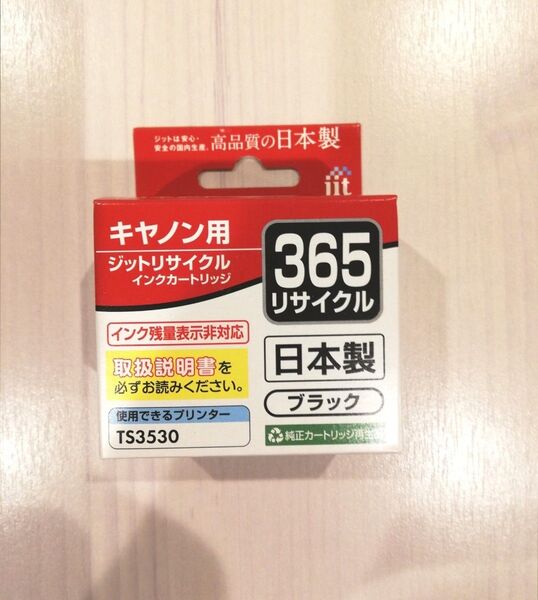 ジットは安心・
安全の国内生産。
高品質の日本製
jit
キヤノン用
ジットリサイクル
インクカートリッジ
365
リサイクル
インク残量表示非対応
取扱説明書を
必ずお読みください。
日本製
ブラック
使用できるプリンター
TS3530
純正カートリッジ再生